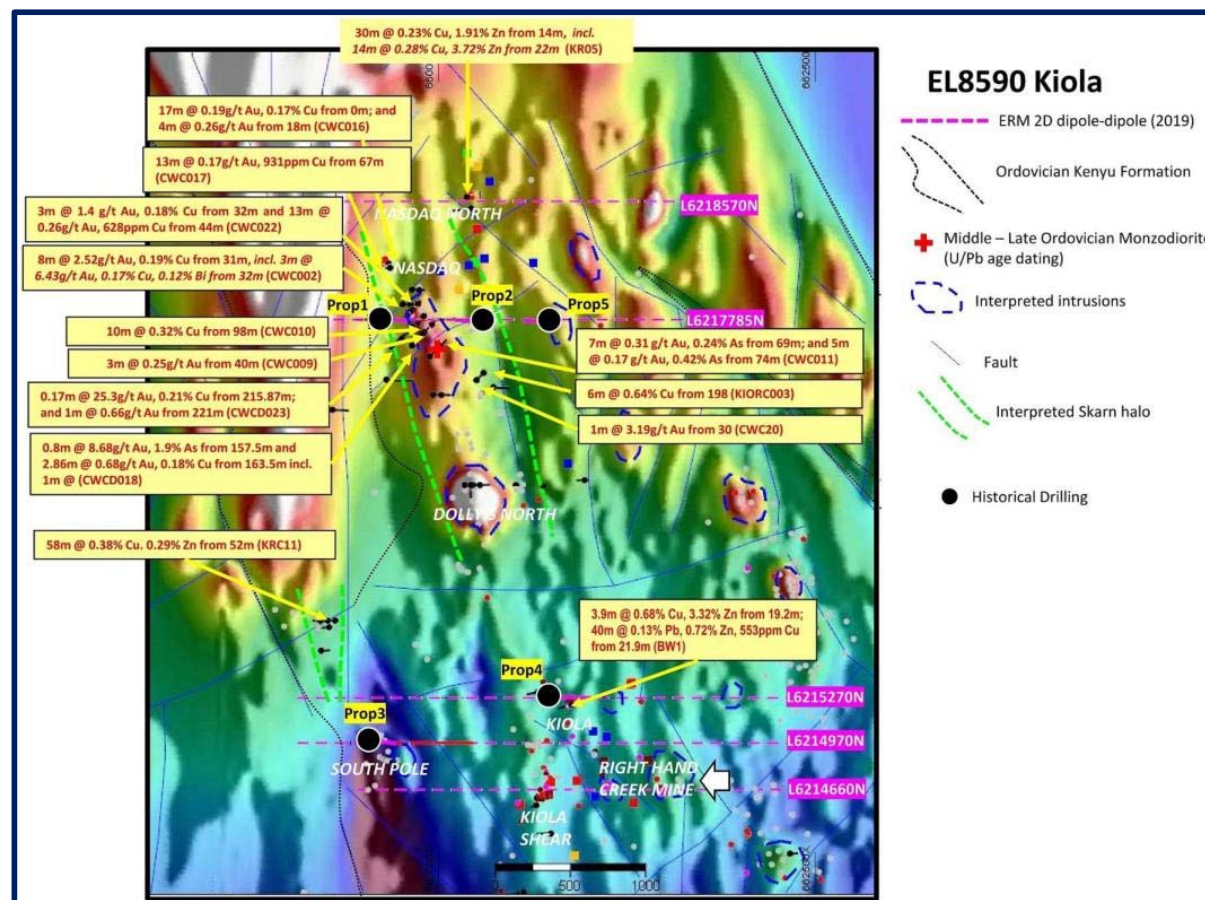 30m @ 0.23% Cu, 1.91% Zn from 14m, incl.
14m @ 0.28% Cu, 3.72% Zn from 22m (KR05)
662500
17m @ 0.19g/t Au, 0.17% Cu from 0m; and
4m @ 0.26g/t Au from 18m (CWC016)
13m @ 0.17g/t Au, 931ppm Cu from 67m
(CWC017)
3m @ 1.4 g/t Au, 0.18% Cu from 32m and 13m @
0.26g/t Au, 628ppm Cu from 44m (CWC022)
8m @ 2.52g/t Au, 0.19% Cu from 31m, incl. 3m @
6.43g/t Au, 0.17% Cu, 0.12% Bi from 32m (CWC002)
10m @ 0.32% Cu from 98m (CWC010)
3m @ 0.25g/t Au from 40m (CWC009)
0.17m @ 25.3g/t Au, 0.21% Cu from 215.87m;
and 1m @ 0.66g/t Au from 221m (CWCD023)
0.8m @ 8.68g/t Au, 1.9% As from 157.5m and
2.86m @ 0.68g/t Au, 0.18% Cu from 163.5m incl.
1m @ (CWCD018)
58m @ 0.38% Cu. 0.29% Zn from 52m (KRC11)
NASDAQ NORTH
L6218570N
NASDAQ
Prop1
Prop2
Prop5
L6217785N
7m @ 0.31 g/t Au, 0.24% As from 69m; and 5m
@ 0.17 g/t Au, 0.42% As from 74m (CWC011)
6m @ 0.64% Cu from 198 (KIORC003)
1m @ 3.19g/t Au from 30 (CWC20)
DOLLYS NORTH
3.9m @ 0.68% Cu, 3.32% Zn from 19.2m;
40m @ 0.13% Pb, 0.72% Zn, 553ppm Cu
from 21.9m (BW1)
Prop4
L6215270N
KIOLA
Prop3
L6214970N
SOUTH POLE
RIGHT HAND
CREEK MINE
L6214660N
KIOLA
SHEAR
0 500 1,000
EL8590 Kiola
ERM 2D dipole-dipole (2019)
Ordovician Kenyu Formation
Middle – Late Ordovician Monzodiorite
(U/Pb age dating)
Interpreted intrusions
Fault
Interpreted Skarn halo
Historical Drilling